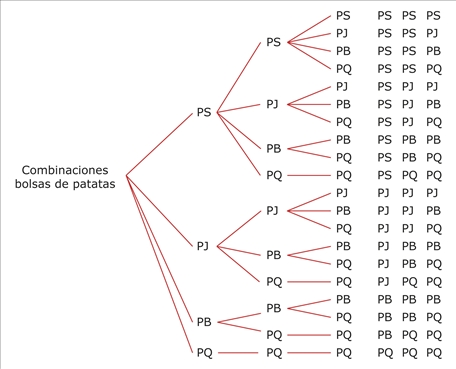 Combinaciones
bolsas de patatas
PS
PJ
PB
PQ
PS
PJ
PB
PQ
PJ
PB
PQ
PB
PQ
PQ
PS PS PS PS
PJ PS PS PJ
PB PS PS PB
PQ PS PS PQ
PJ PS PJ PJ
PB PS PJ PB
PQ PS PJ PQ
PB PS PB PB
PQ PS PB PQ
PQ PS PQ PQ
PJ PJ PJ PJ
PB PJ PJ PB
PQ PJ PJ PQ
PB PJ PB PB
PQ PJ PB PQ
PQ PJ PQ PQ
PB PB PB PB
PQ PB PB PQ
PQ PB PQ PQ
PQ PQ PQ PQ